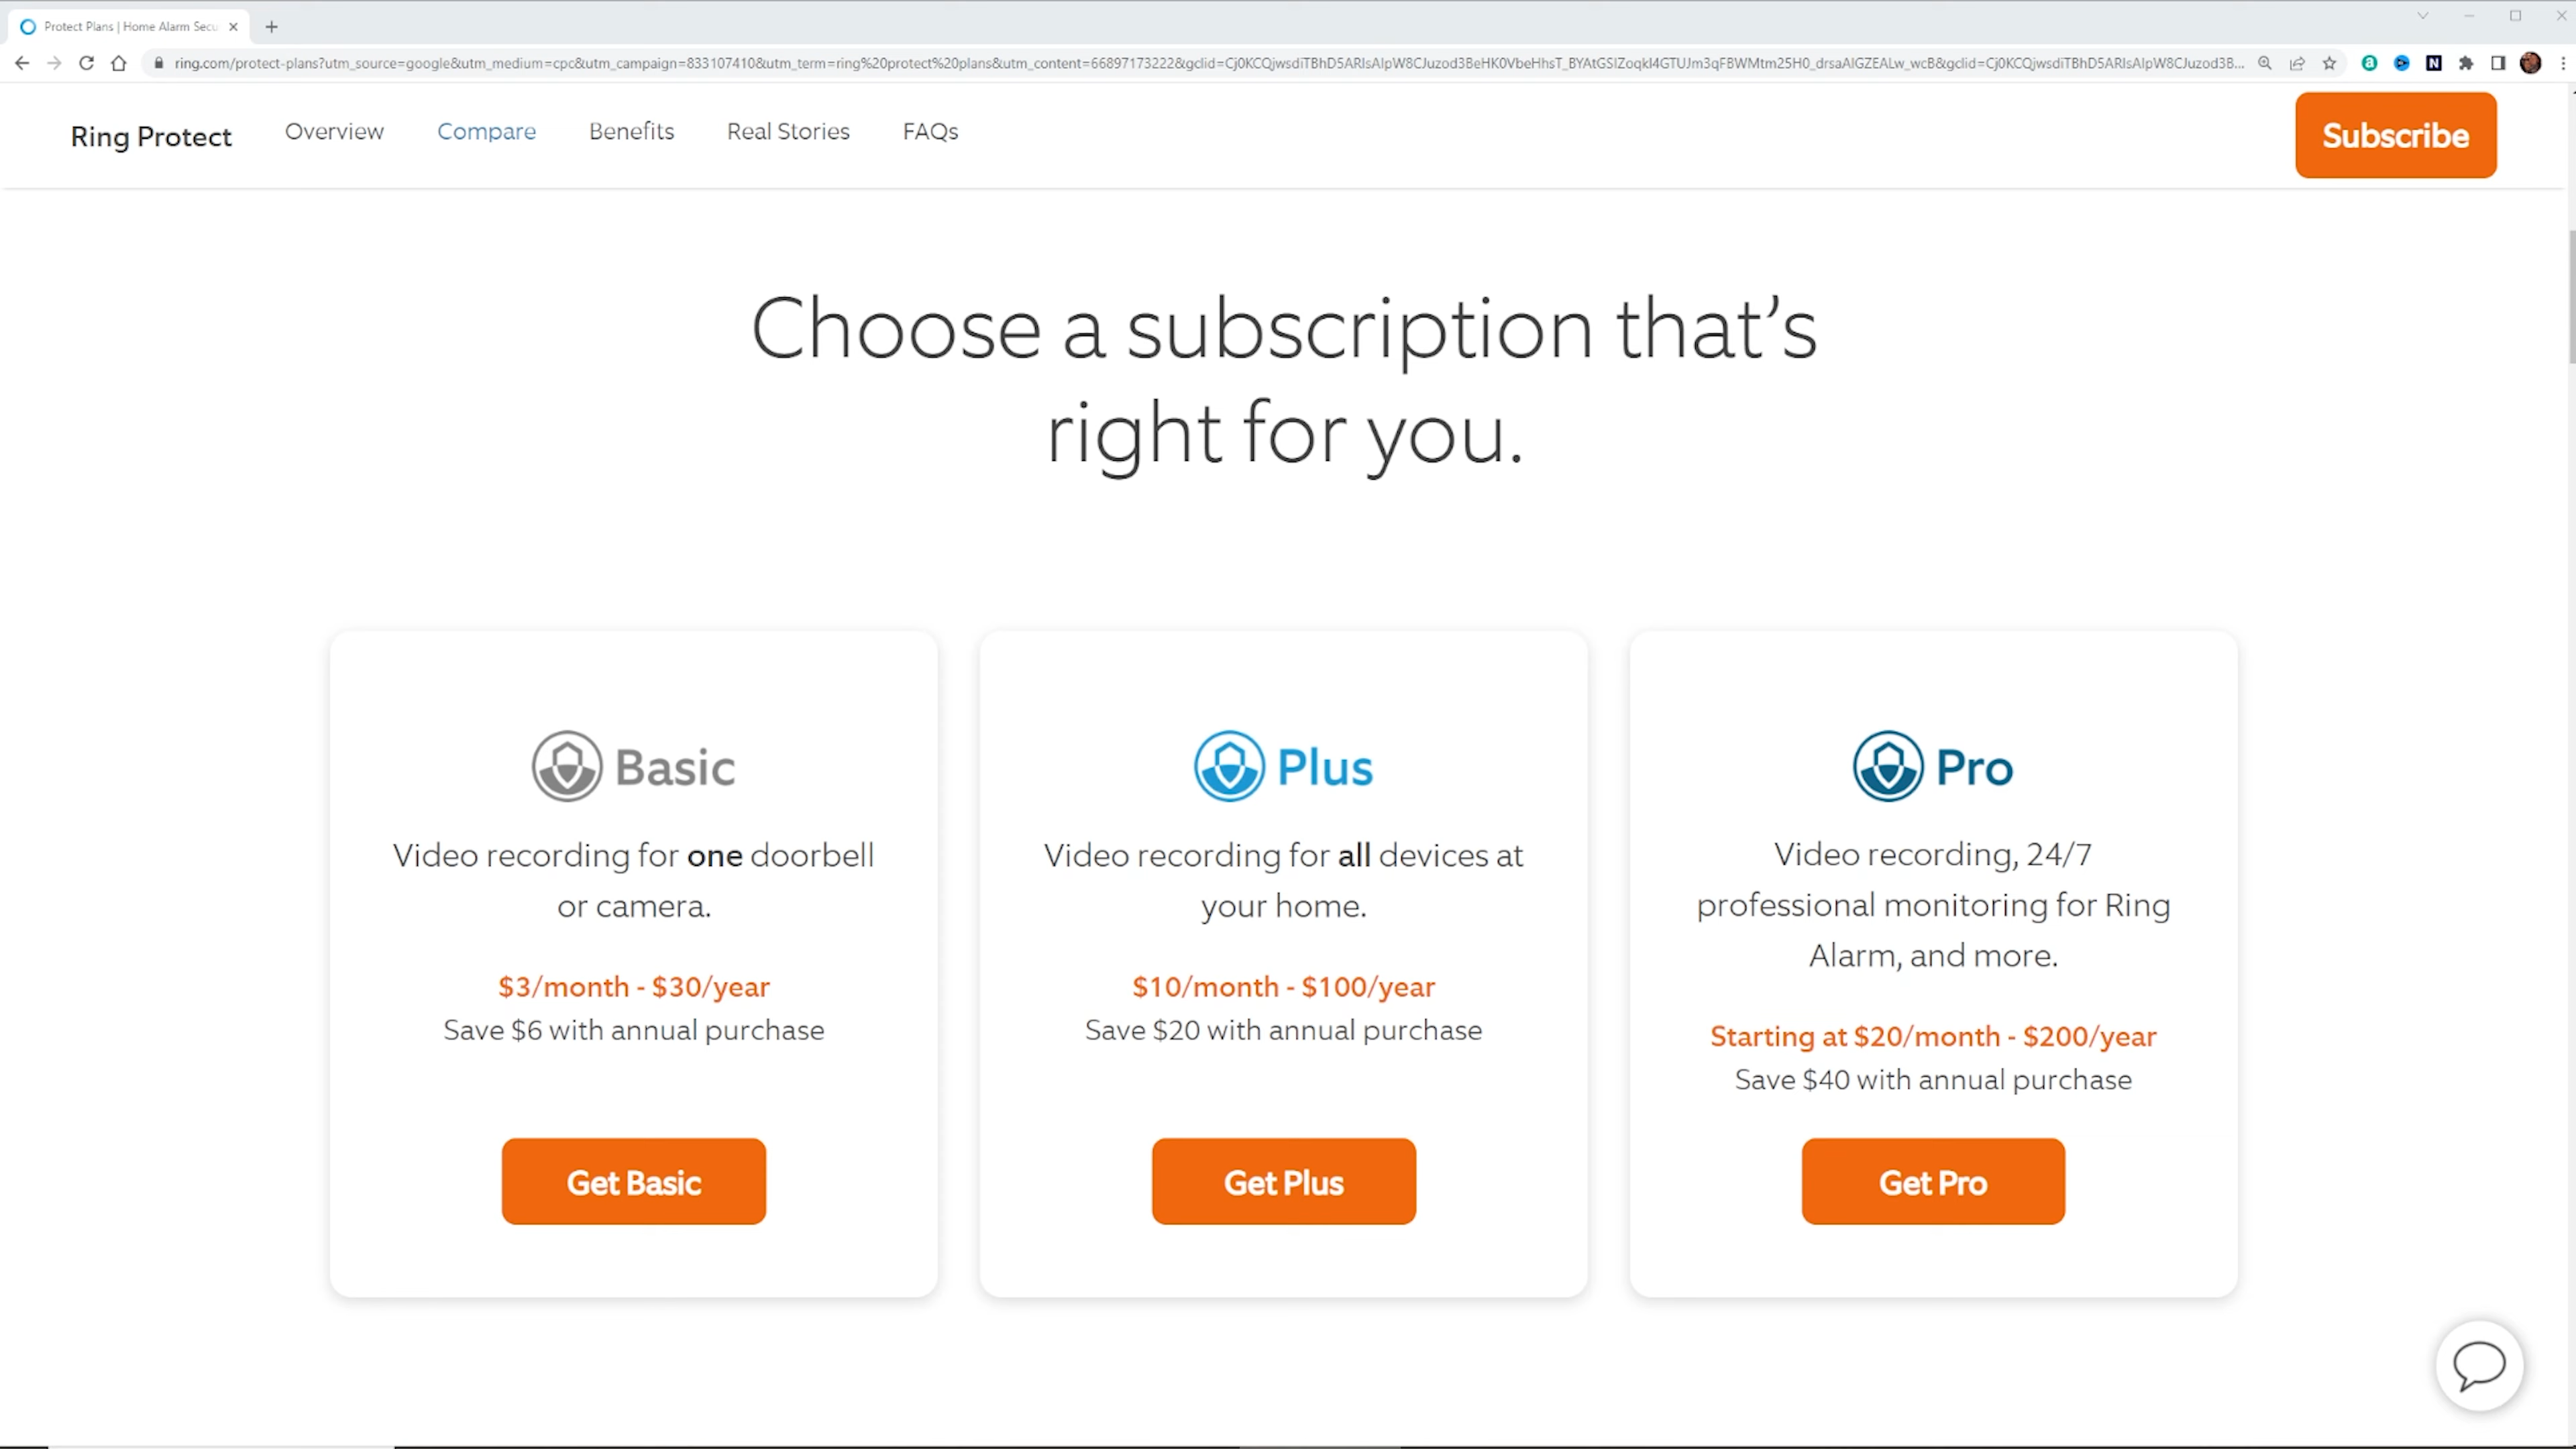 Protect Plans | Home Alarm Secu
ring.com/protect-plans?utm_source=google&utm_medium=cpc&utm_campaign=833107410&utm_term=ring%20protect%20plans&utm_content=66897173222&gclid=
Ring Protect
Overview
Compare
Benefits
Real Stories
FAQs
Subscribe
Choose a subscription that’s
right for you.
Basic
Video recording for one doorbell
or camera.
$3/month - $30/year
Save $6 with annual purchase
Get Basic
Plus
Video recording for all devices at
your home.
$10/month - $100/year
Save $20 with annual purchase
Get Plus
Pro
Video recording, 24/7
professional monitoring for Ring
Alarm, and more.
Starting at $20/month - $200/year
Save $40 with annual purchase
Get Pro